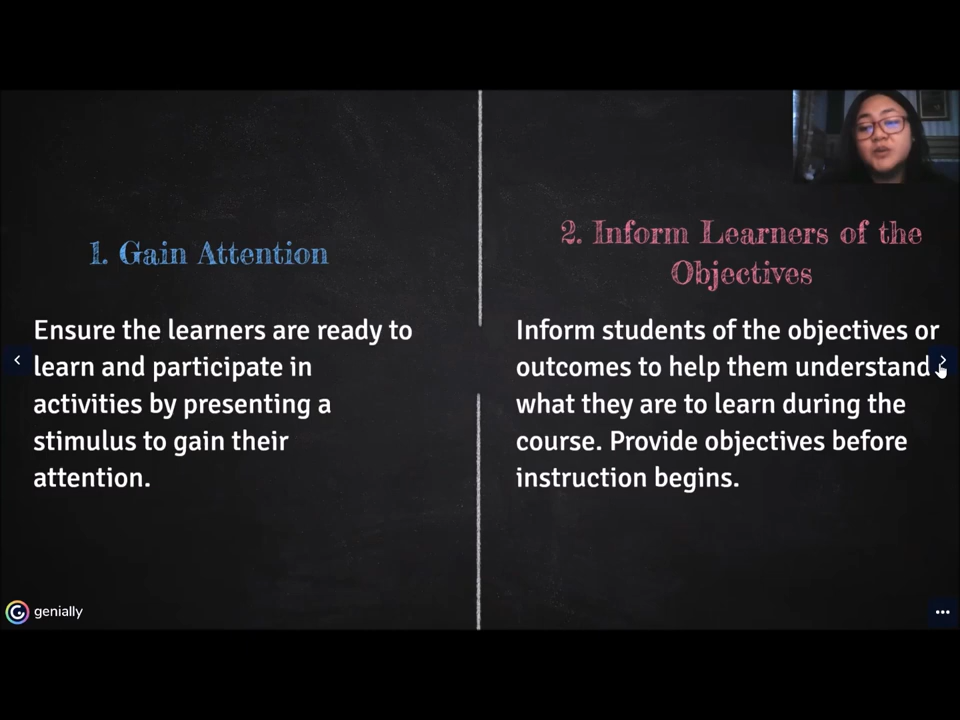 1. Gain Attention
Ensure the learners are ready to
learn and participate in
activities by presenting a
stimulus to gain their
attention.
2. Inform Learners of the
Objectives
Inform students of the objectives or
outcomes to help them understand
what they are to learn during the
course. Provide objectives before
instruction begins.
genially